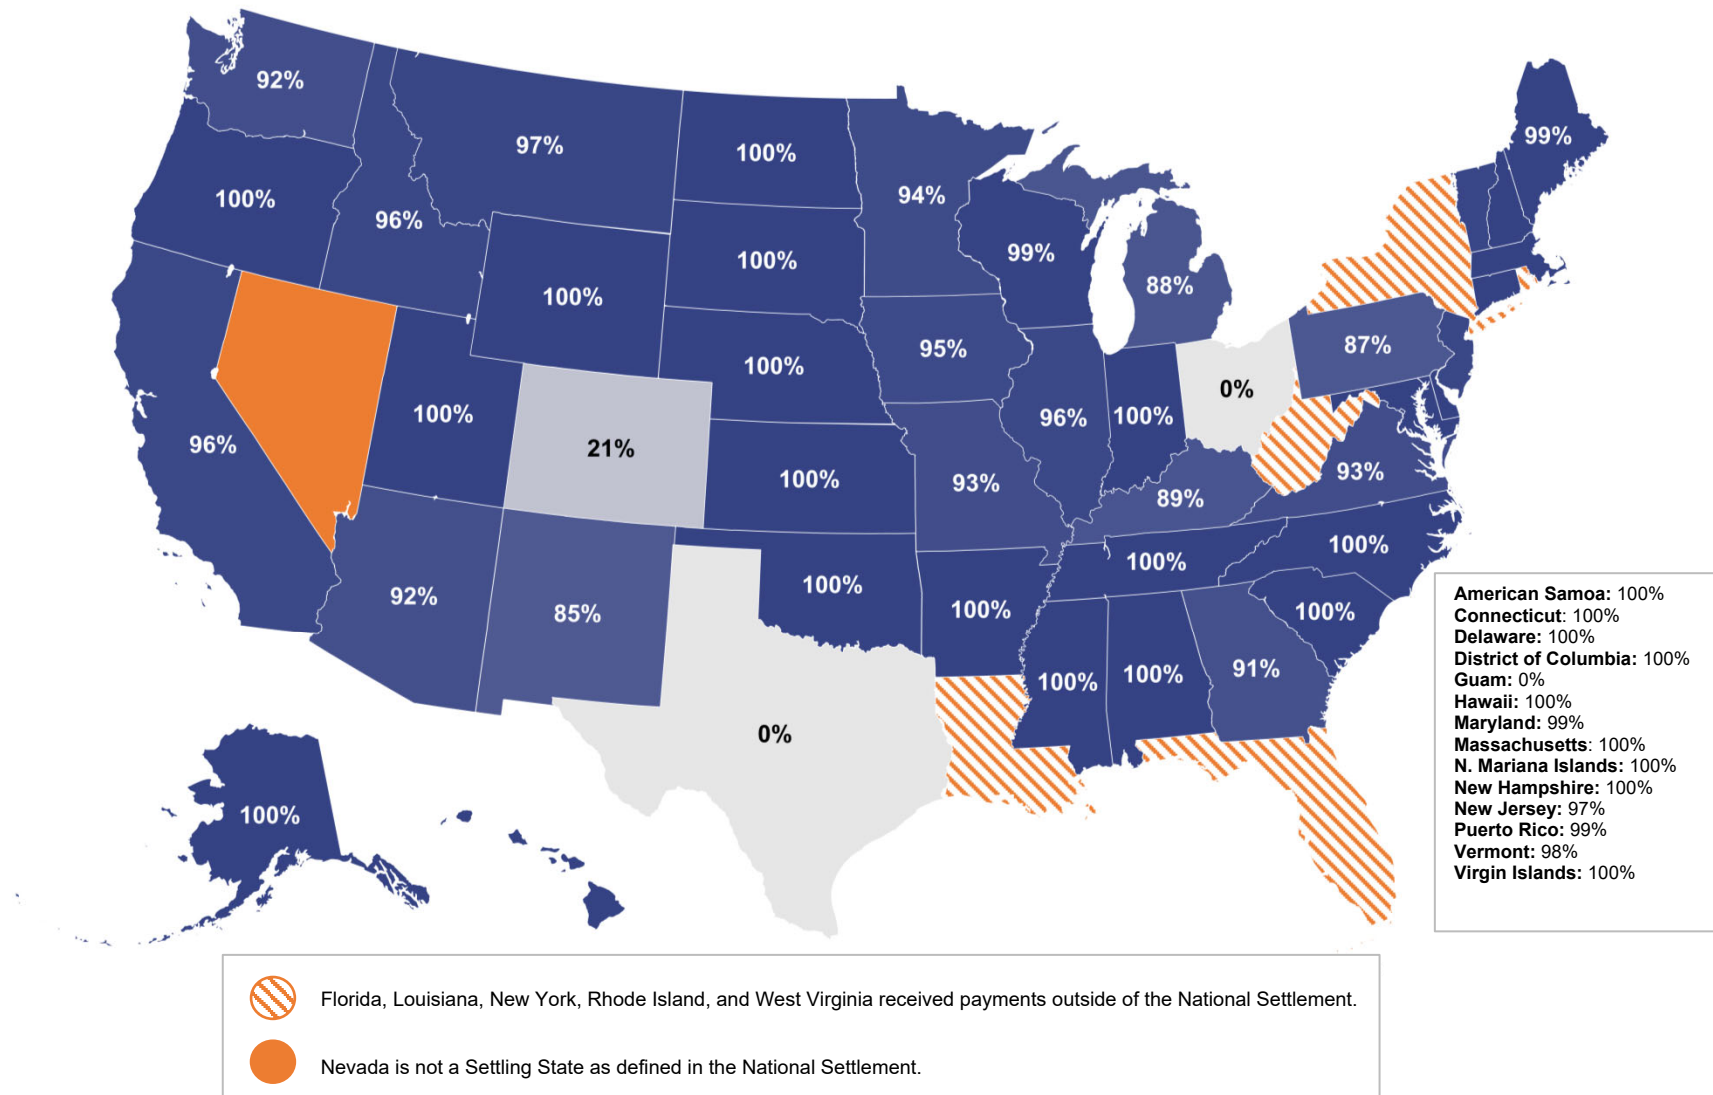 92%
97%
100%
99%
100%
94%
100%
96%
99%
100%
88%
100%
87%
95%
100%
0%
100%
96%
100%
96%
21%
93%
100%
93%
89%
100%
100%
100%
92%
85%
100%
100%
100%
91%
100%
100%
0%
100%
American Samoa: 100%
Connecticut: 100%
Delaware: 100%
District of Columbia: 100%
Guam: 0%
Hawaii: 100%
Maryland: 99%
Massachusetts: 100%
N. Mariana Islands: 100%
New Hampshire: 100%
New Jersey: 97%
Puerto Rico: 99%
Vermont: 98%
Virgin Islands: 100%
Florida, Louisiana, New York, Rhode Island, and West Virginia received payments outside of the National Settlement.
Nevada is not a Settling State as defined in the National Settlement.